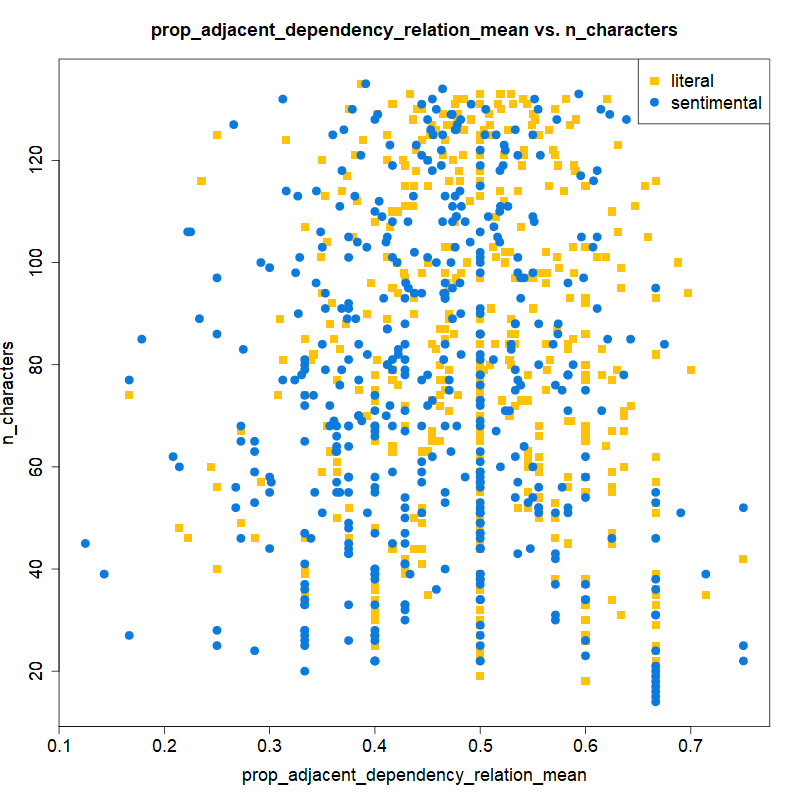 prop_adjacent_dependency_relation_mean vs. n_characters
literal
sentimental
n_characters
120
100
80
60
40
20
0.1 0.2 0.3 0.4 0.5 0.6 0.7
prop_adjacent_dependency_relation_mean